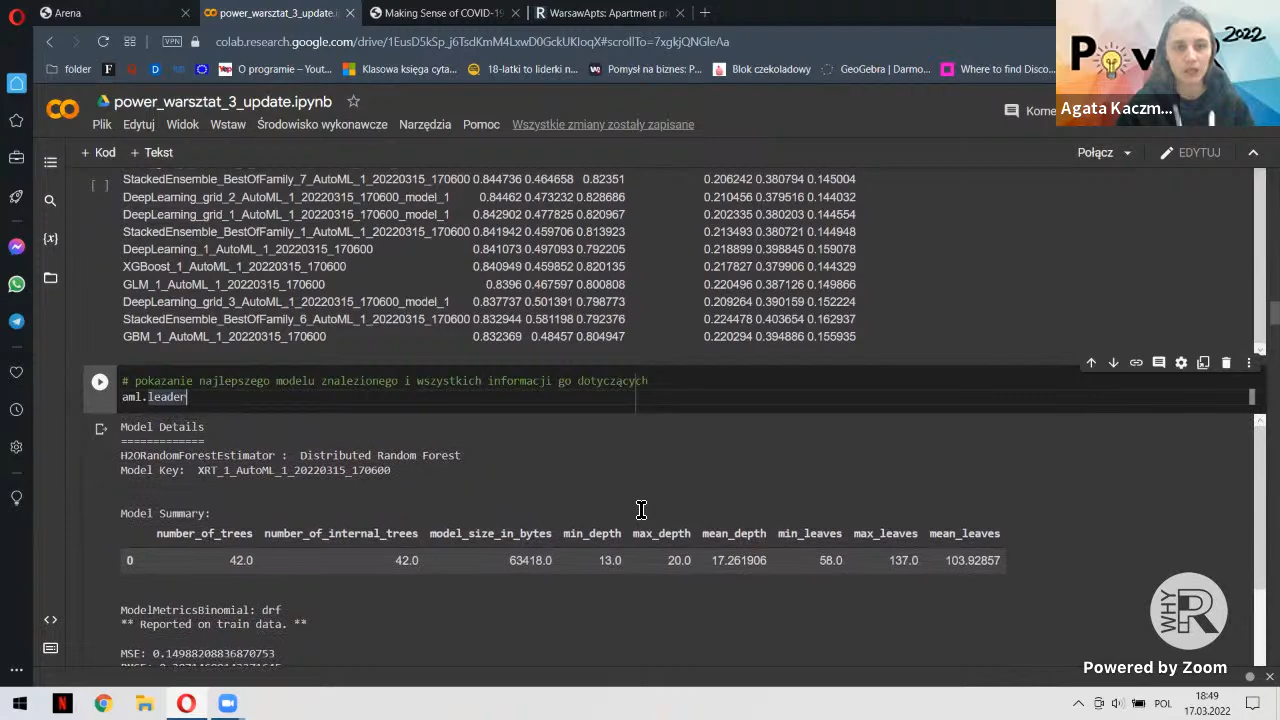 Arena
power_warsztat_3_update.ipynb
Making Sense of COVID-19
WarsawApts: Apartment pr
VPN
colab.research.google.com/drive/1EusD5kSp_j6TsdKmM4LxwDrGckUKIoqX#scrollTo=7xgkjQNGIeAa
folder
O programie – Yout...
Klasowa księga cyta...
18-latki to liderki n...
Pomysł na biznes: P...
Blok czekoladowy
GeoGebra | Darmo...
Where to find Disco...
2022
Agata Kaczm...
power_warsztat_3_update.ipynb
Plik Edytuj Widok Wstaw Środowisko wykonawcze Narzędzia Pomoc Wszystkie zmiany zostały zapisane
Kome
+ Kod + Tekst
Połącz
EDYTUJ
StackedEnsemble_BestOfFamily_7_AutoML_1_20220315_170600 0.844736 0.464658 0.82351 0.206242 0.380794 0.145004
DeepLearning_grid_2_AutoML_1_20220315_170600_model_1 0.84462 0.473232 0.828686 0.210456 0.379516 0.144032
DeepLearning_grid_1_AutoML_1_20220315_170600_model_1 0.842902 0.477825 0.820967 0.202335 0.380203 0.144554
StackedEnsemble_BestOfFamily_1_AutoML_1_20220315_170600 0.841942 0.459706 0.813923 0.213493 0.380721 0.144948
DeepLearning_1_AutoML_1_20220315_170600 0.841073 0.497093 0.792205 0.218899 0.398845 0.159078
XGBoost_1_AutoML_1_20220315_170600 0.840949 0.459852 0.820135 0.217827 0.379906 0.144329
GLM_1_AutoML_1_20220315_170600 0.8396 0.467597 0.800808 0.220496 0.387126 0.149866
DeepLearning_grid_3_AutoML_1_20220315_170600_model_1 0.837737 0.501391 0.798773 0.209264 0.390159 0.152224
StackedEnsemble_BestOfFamily_6_AutoML_1_20220315_170600 0.832944 0.581198 0.792376 0.224478 0.403654 0.162937
GBM_1_AutoML_1_20220315_170600 0.832369 0.48457 0.804947 0.220294 0.394886 0.155935
# pokazanie najlepszego modelu znalezionego i wszystkich informacji go dotyczących
aml.leader
Model Details
=============
H2ORandomForestEstimator : Distributed Random Forest
Model Key: XRT_1_AutoML_1_20220315_170600
Model Summary:
number_of_trees number_of_internal_trees model_size_in_bytes min_depth max_depth mean_depth min_leaves max_leaves mean_leaves
0 42.0 42.0 63418.0 13.0 20.0 17.261906 58.0 137.0 103.92857
ModelMetricsBinomial: drf
** Reported on train data. **
MSE: 0.14988208836870753
WHY R
Powered by Zoom
POL
18:49
17.03.2022